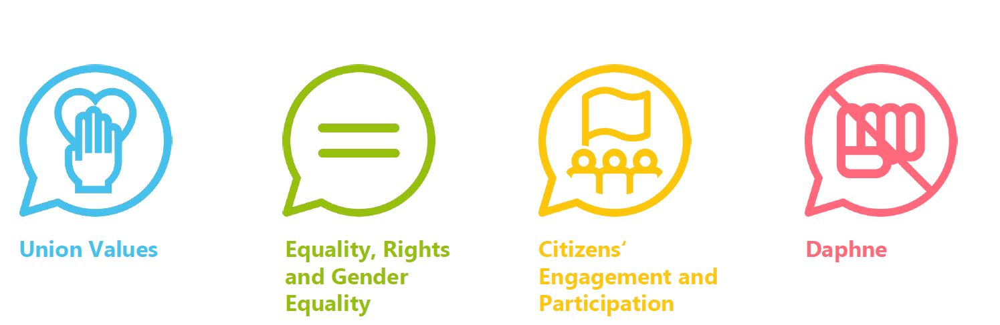 Union Values
Equality, Rights
and Gender
Equality
Citizens‘
Engagement and
Participation
Daphne